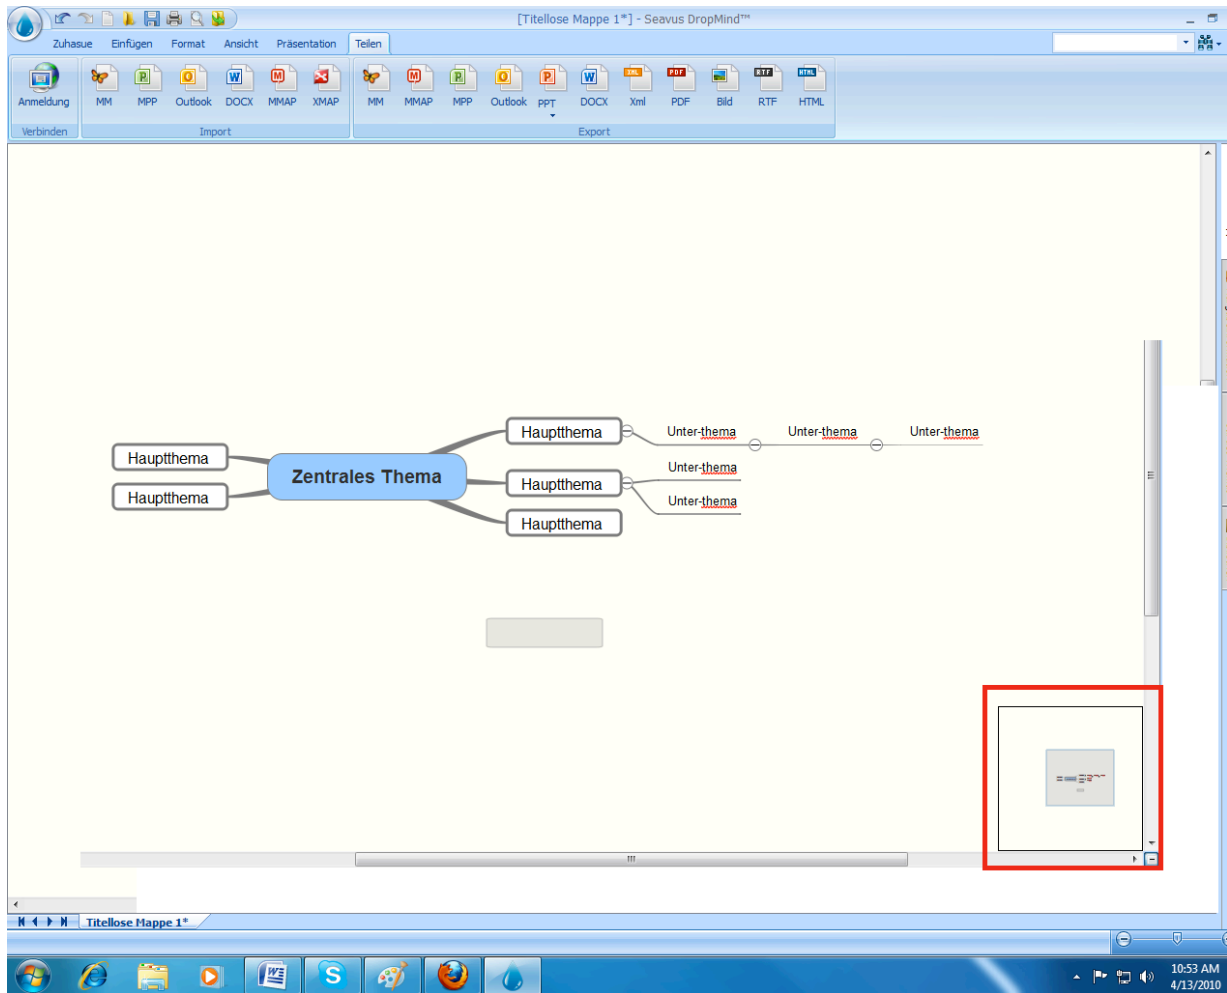 [Titellose Mappe 1*] - Seavus DropMind™
Zuhasue Einfügen Format Ansicht Präsentation Teilen
Anmeldung MM MPP Outlook DOCX MMAP XMAP MM MMAP MPP Outlook PPT DOCX Xml PDF Bild RTF HTML
Verbinden Import Export
Hauptthema Unter-thema Unter-thema Unter-thema
Hauptthema
Zentrales Thema
Unter-thema
Hauptthema
Hauptthema
Unter-thema
Hauptthema
Titellose Mappe 1*
10:53 AM
4/13/2010